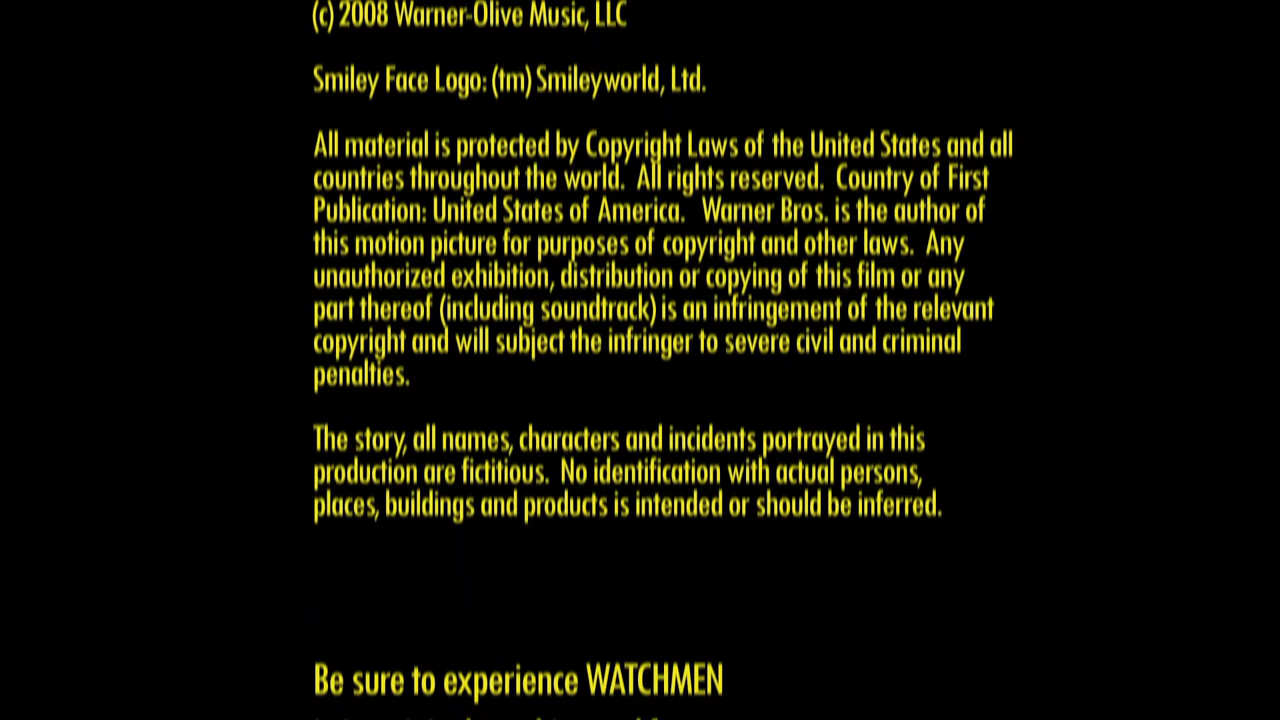 (c) 2008 Warner-Olive Music, LLC
Smiley Face Logo: (tm) Smileyworld, Ltd.
All material is protected by Copyright Laws of the United States and all
countries throughout the world.  All rights reserved.  Country of First
Publication: United States of America.   Warner Bros. is the author of
this motion picture for purposes of copyright and other laws.  Any
unauthorized exhibition, distribution or copying of this film or any
part thereof (including soundtrack) is an infringement of the relevant
copyright and will subject the infringer to severe civil and criminal
penalties.
The story, all names, characters and incidents portrayed in this
production are fictitious.  No identification with actual persons,
places, buildings and products is intended or should be inferred.
Be sure to experience WATCHMEN